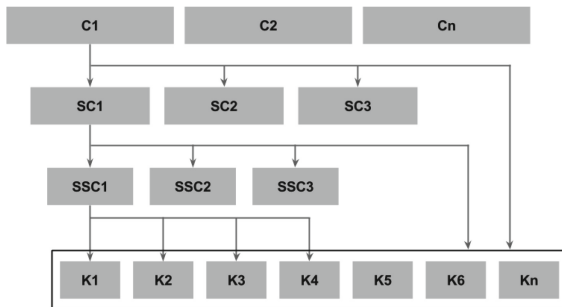 C1 C2 Cn
SC1 SC2 SC3
SSC1 SSC2 SSC3
K1 K2 K3 K4 K5 K6 Kn